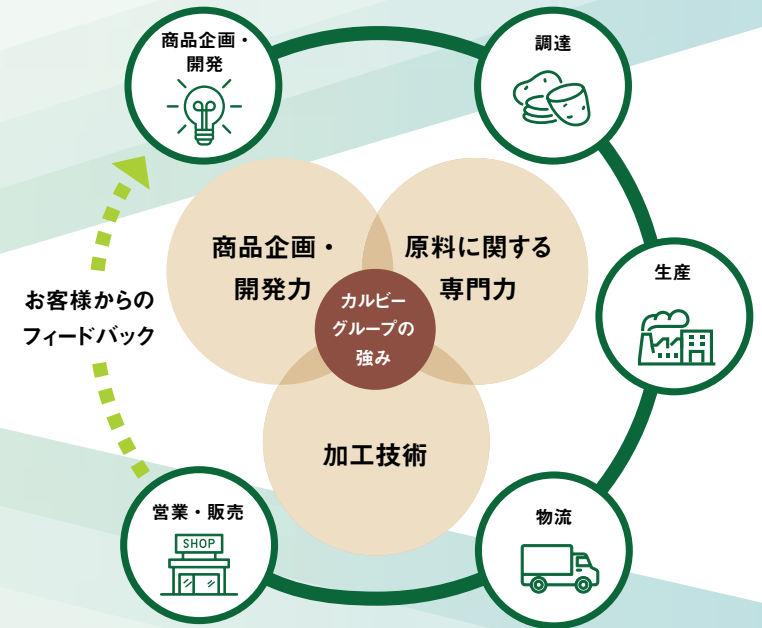 商品企画・
開発
調達
商品企画・
開発力
原料に関する
専門力
カルビー
グループの
強み
生産
お客様からの
フィードバック
加工技術
営業・販売
SHOP
物流